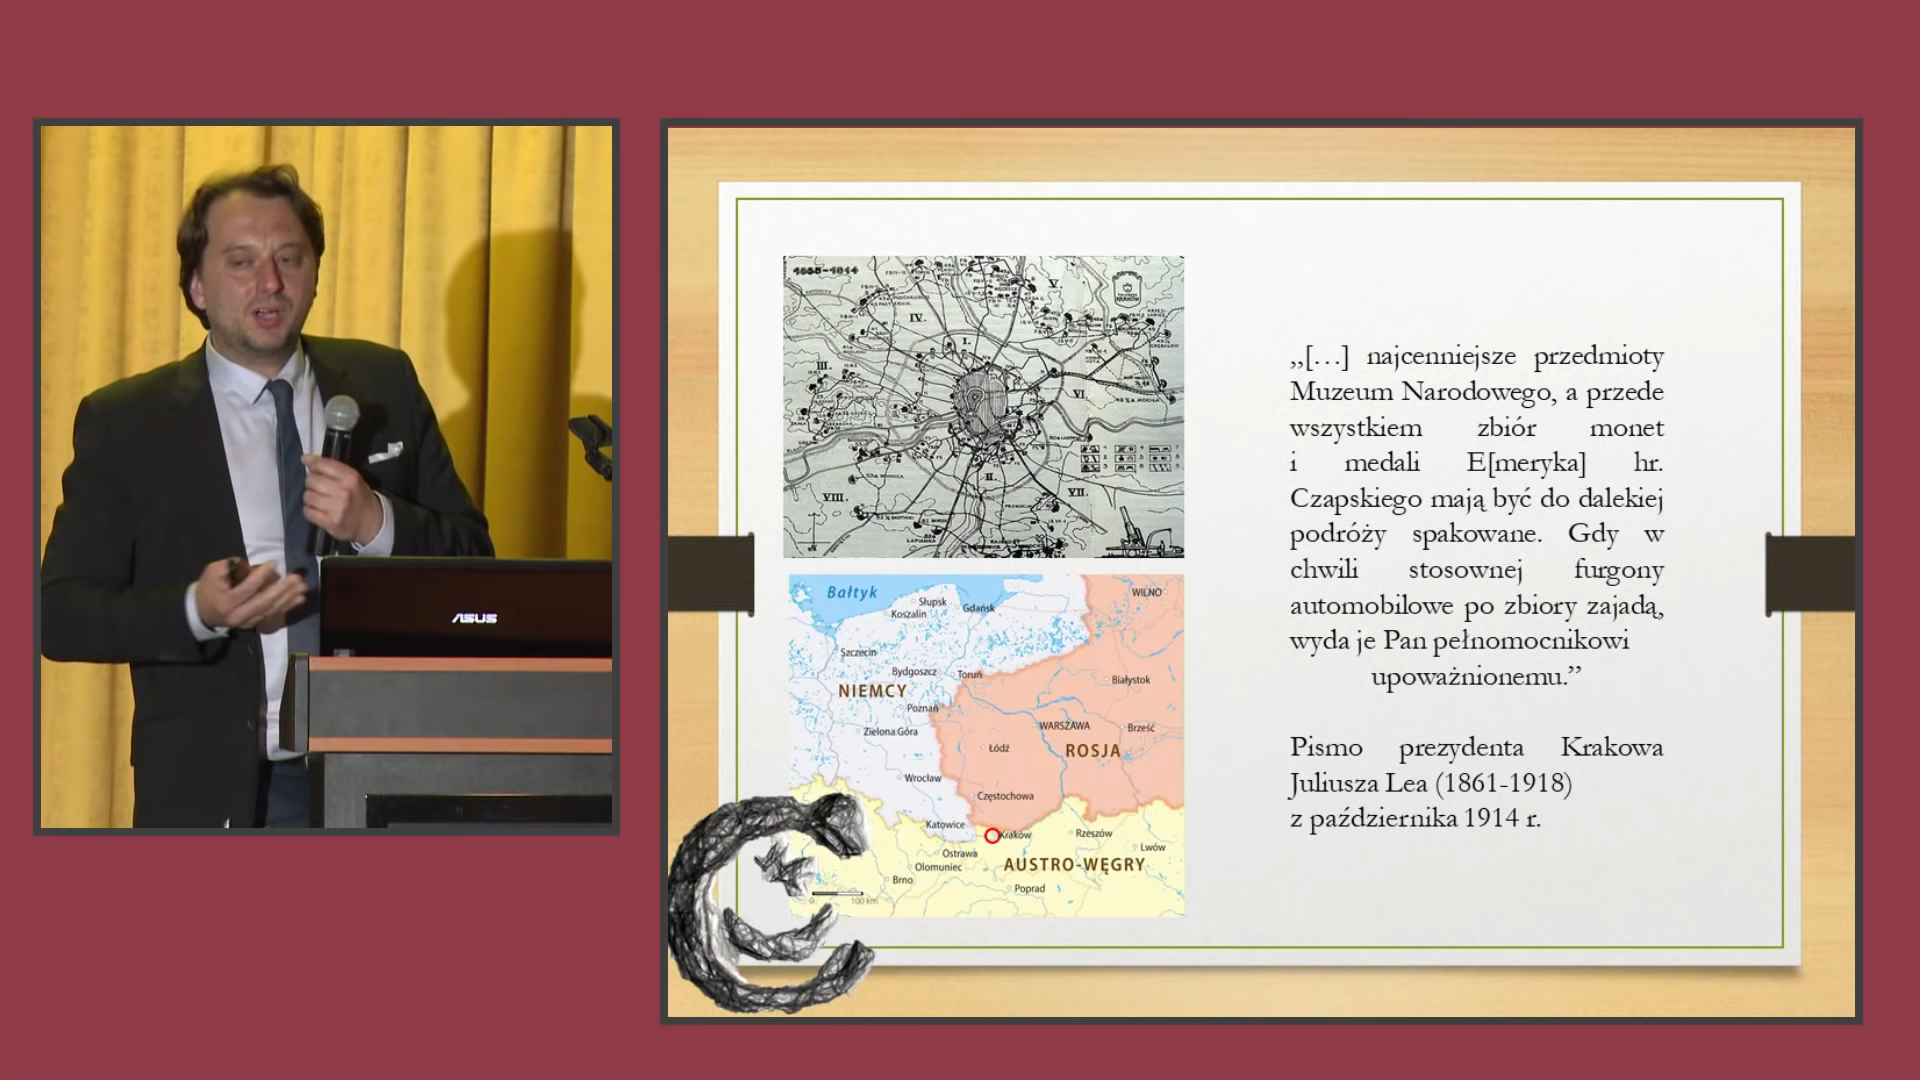 ASUS
IV.
V.
I.
III.
VI.
II.
VIII.
VII.
Bałtyk
WILNO
Słupsk
Koszalin
Gdańsk
Szczecin
Bydgoszcz
Toruń
Białystok
NIEMCY
Poznań
WARSZAWA
Brześć
Zielona Góra
Łódź
ROSJA
Wrocław
Częstochowa
Katowice
Kraków
Rzeszów
Lwów
Ostrawa
Ołomuniec
AUSTRO-WĘGRY
Brno
Poprad
0 100 km
„[…] najcenniejsze przedmioty
Muzeum Narodowego, a przede
wszystkiem zbiór monet
i medali E[meryka] hr.
Czapskiego mają być do dalekiej
podróży spakowane. Gdy w
chwili stosownej furgony
automobilowe po zbiory zajadą,
wyda je Pan pełnomocnikowi
upoważnionemu.”
Pismo prezydenta Krakowa
Juliusza Lea (1861-1918)
z października 1914 r.